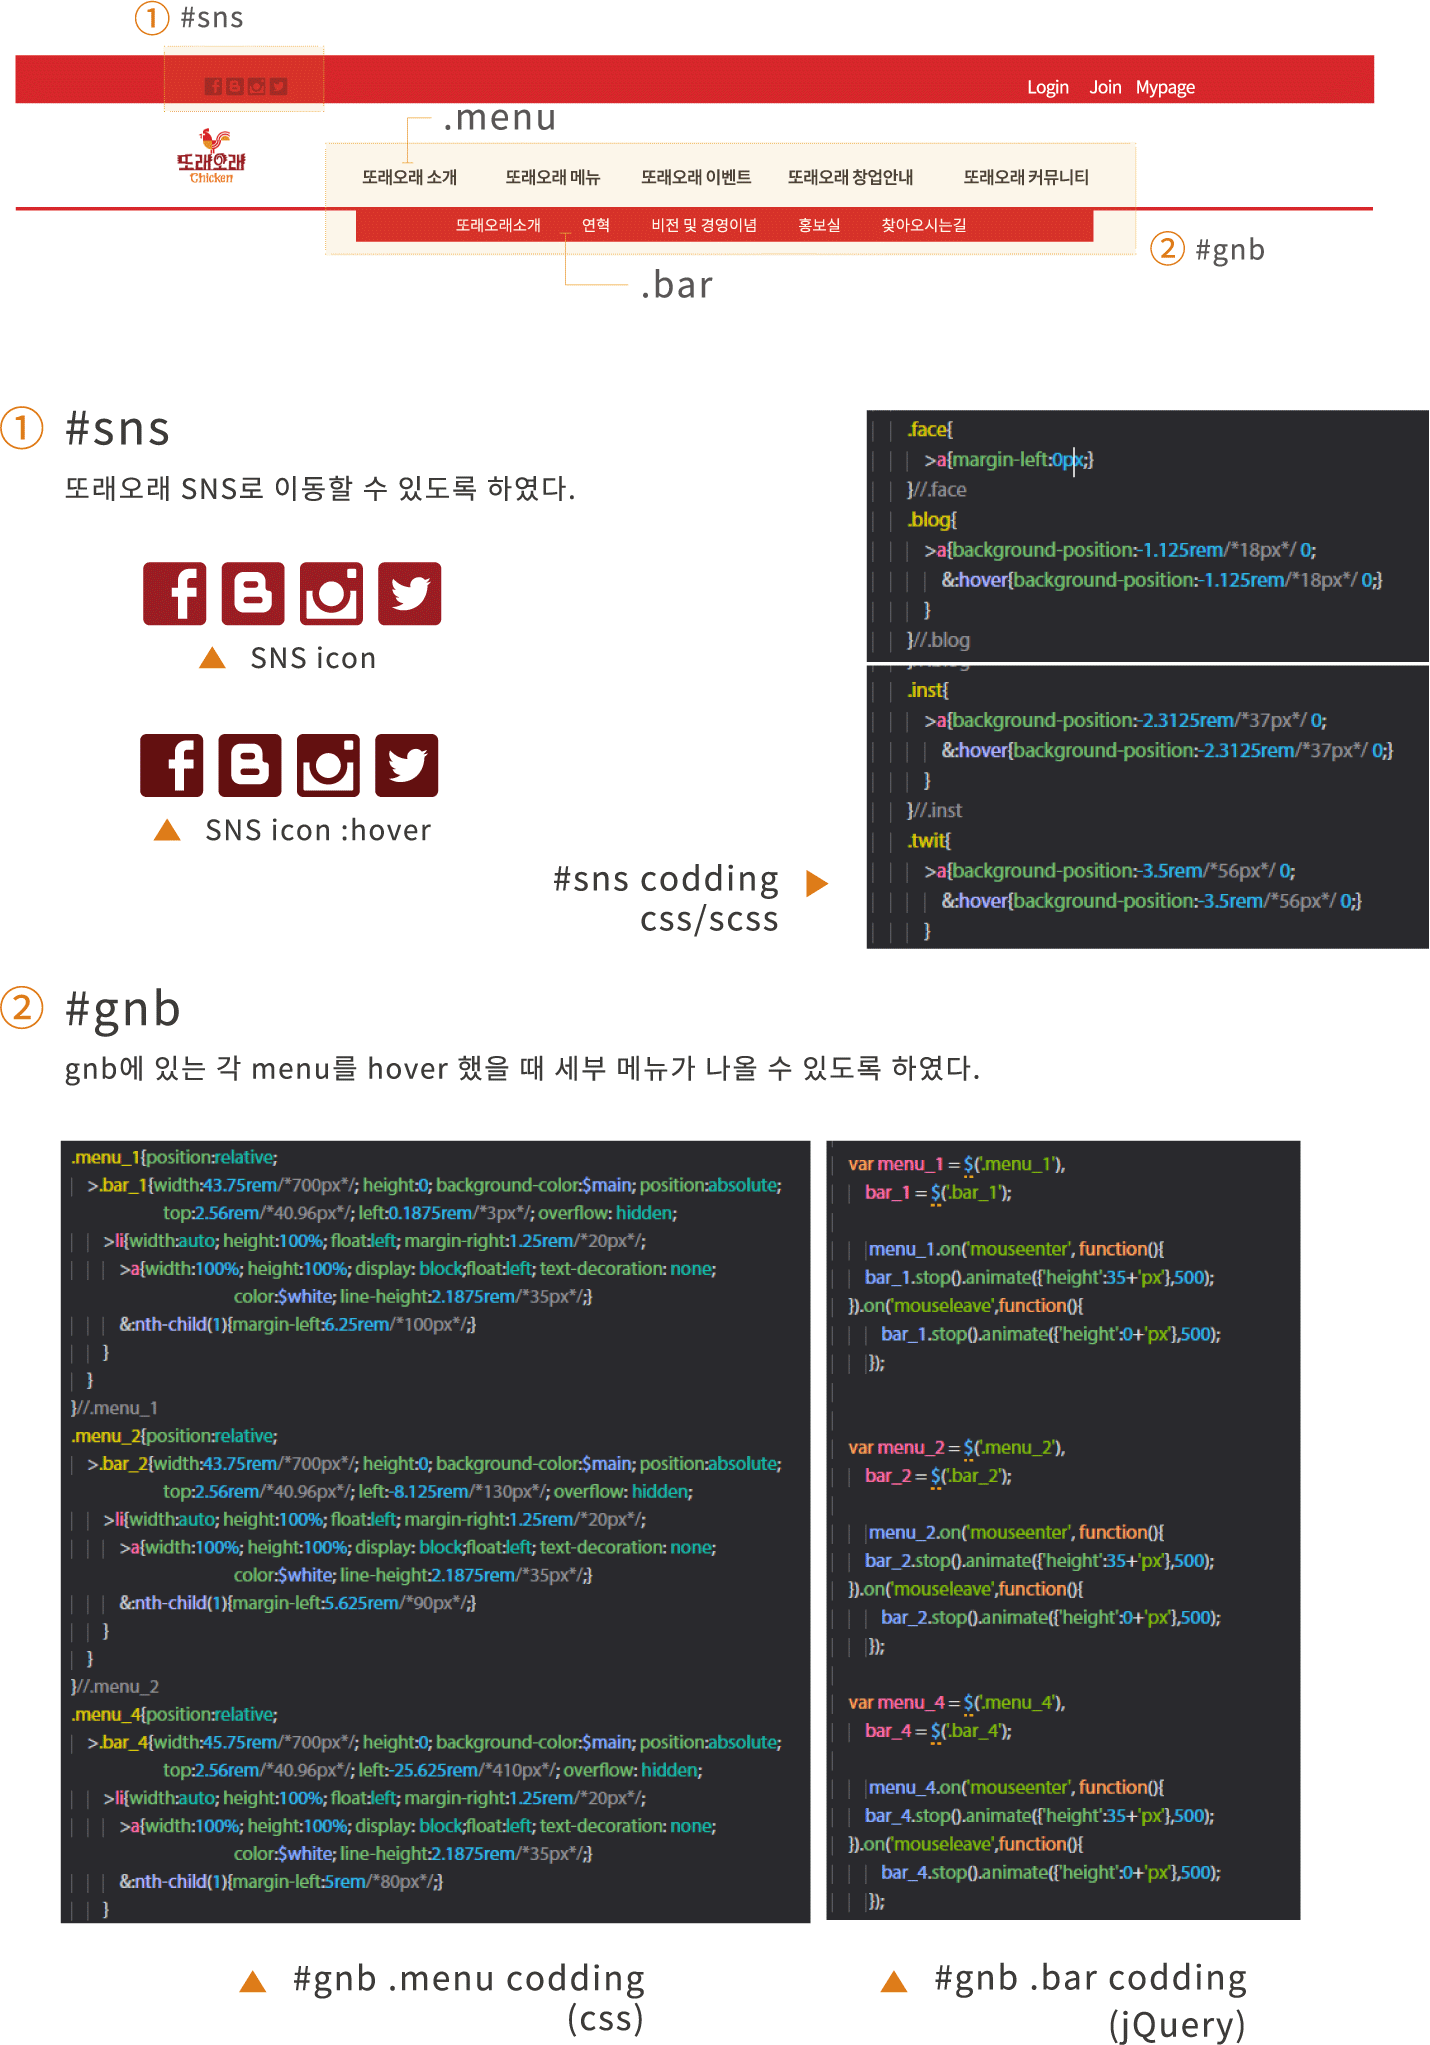 ① #sns
Login Join Mypage
.menu
또래오래
Chicken
또래오래 소개 또래오래 메뉴 또래오래 이벤트 또래오래 창업안내 또래오래 커뮤니티
또래오래소개 연혁 비전 및 경영이념 홍보실 찾아오시는길
② #gnb
.bar
① #sns
또래오래 SNS로 이동할 수 있도록 하였다.
▲ SNS icon
▲ SNS icon :hover
#sns codding ▶
css/scss
.face{
>a{margin-left:0px;}
}//.face
.blog{
>a{background-position:-1.125rem/*18px*/ 0;
&:hover{background-position:-1.125rem/*18px*/ 0;}
}
}//.blog
.inst{
>a{background-position:-2.3125rem/*37px*/ 0;
&:hover{background-position:-2.3125rem/*37px*/ 0;}
}
}//.inst
.twit{
>a{background-position:-3.5rem/*56px*/ 0;
&:hover{background-position:-3.5rem/*56px*/ 0;}
}
② #gnb
gnb에 있는 각 menu를 hover 했을 때 세부 메뉴가 나올 수 있도록 하였다.
.menu_1{position:relative;
>.bar_1{width:43.75rem/*700px*/; height:0; background-color:$main; position:absolute;
top:2.56rem/*40.96px*/; left:0.1875rem/*3px*/; overflow: hidden;
>li{width:auto; height:100%; float:left; margin-right:1.25rem/*20px*/;
>a{width:100%; height:100%; display: block;float:left; text-decoration: none;
color:$white; line-height:2.1875rem/*35px*/;}
&:nth-child(1){margin-left:6.25rem/*100px*/;}
}
}
}//.menu_1
.menu_2{position:relative;
>.bar_2{width:43.75rem/*700px*/; height:0; background-color:$main; position:absolute;
top:2.56rem/*40.96px*/; left:-8.125rem/*130px*/; overflow: hidden;
>li{width:auto; height:100%; float:left; margin-right:1.25rem/*20px*/;
>a{width:100%; height:100%; display: block;float:left; text-decoration: none;
color:$white; line-height:2.1875rem/*35px*/;}
&:nth-child(1){margin-left:5.625rem/*90px*/;}
}
}
}//.menu_2
.menu_4{position:relative;
>.bar_4{width:45.75rem/*700px*/; height:0; background-color:$main; position:absolute;
top:2.56rem/*40.96px*/; left:-25.625rem/*410px*/; overflow: hidden;
>li{width:auto; height:100%; float:left; margin-right:1.25rem/*20px*/;
>a{width:100%; height:100%; display: block;float:left; text-decoration: none;
color:$white; line-height:2.1875rem/*35px*/;}
&:nth-child(1){margin-left:5rem/*80px*/;}
}
▲ #gnb .menu codding
(css)
var menu_1 = $('.menu_1'),
bar_1 = $('.bar_1');
menu_1.on('mouseenter', function(){
bar_1.stop().animate({'height':35+'px'},500);
}).on('mouseleave',function(){
bar_1.stop().animate({'height':0+'px'},500);
});
var menu_2 = $('.menu_2'),
bar_2 = $('.bar_2');
menu_2.on('mouseenter', function(){
bar_2.stop().animate({'height':35+'px'},500);
}).on('mouseleave',function(){
bar_2.stop().animate({'height':0+'px'},500);
});
var menu_4 = $('.menu_4'),
bar_4 = $('.bar_4');
menu_4.on('mouseenter', function(){
bar_4.stop().animate({'height':35+'px'},500);
}).on('mouseleave',function(){
bar_4.stop().animate({'height':0+'px'},500);
});
▲ #gnb .bar codding
(jQuery)